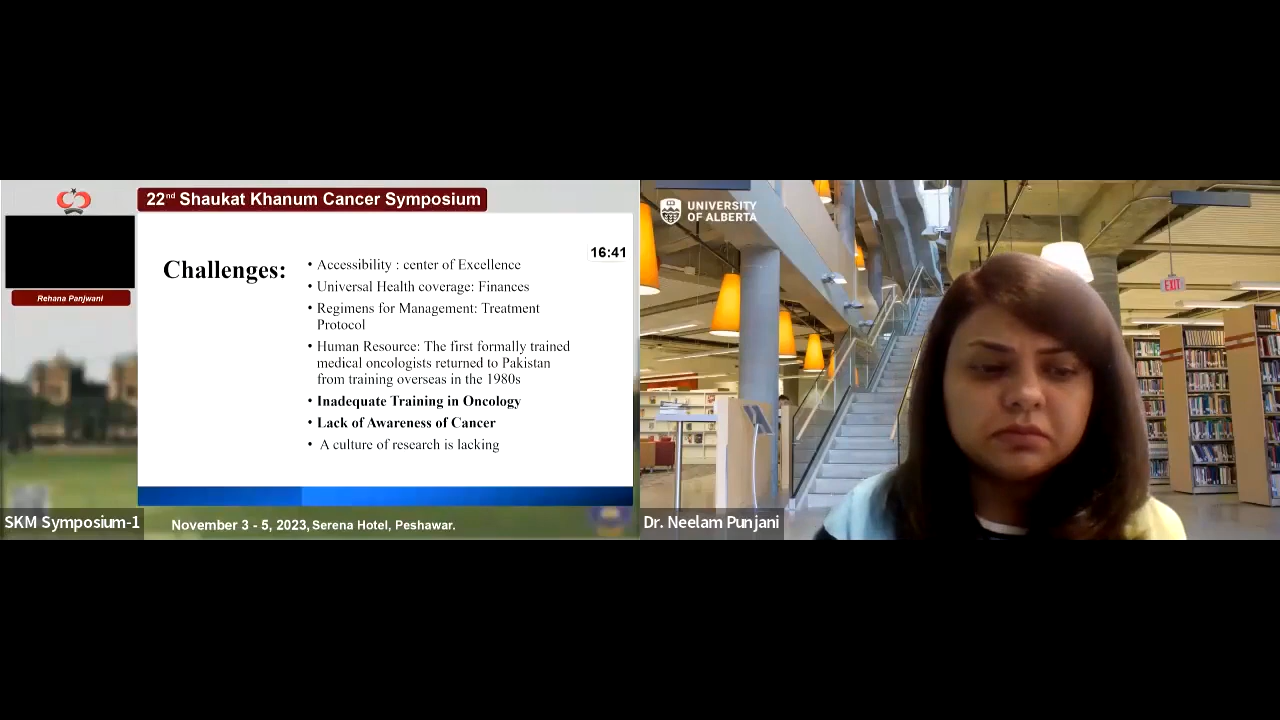 22nd Shaukat Khanum Cancer Symposium
Rehana Panjwani
16:41
Challenges:
• Accessibility : center of Excellence
• Universal Health coverage: Finances
• Regimens for Management: Treatment
Protocol
• Human Resource: The first formally trained
medical oncologists returned to Pakistan
from training overseas in the 1980s
• Inadequate Training in Oncology
• Lack of Awareness of Cancer
• A culture of research is lacking
SKM Symposium-1
November 3 - 5, 2023, Serena Hotel, Peshawar.
UNIVERSITY
OF ALBERTA
EXIT
Dr. Neelam Punjani